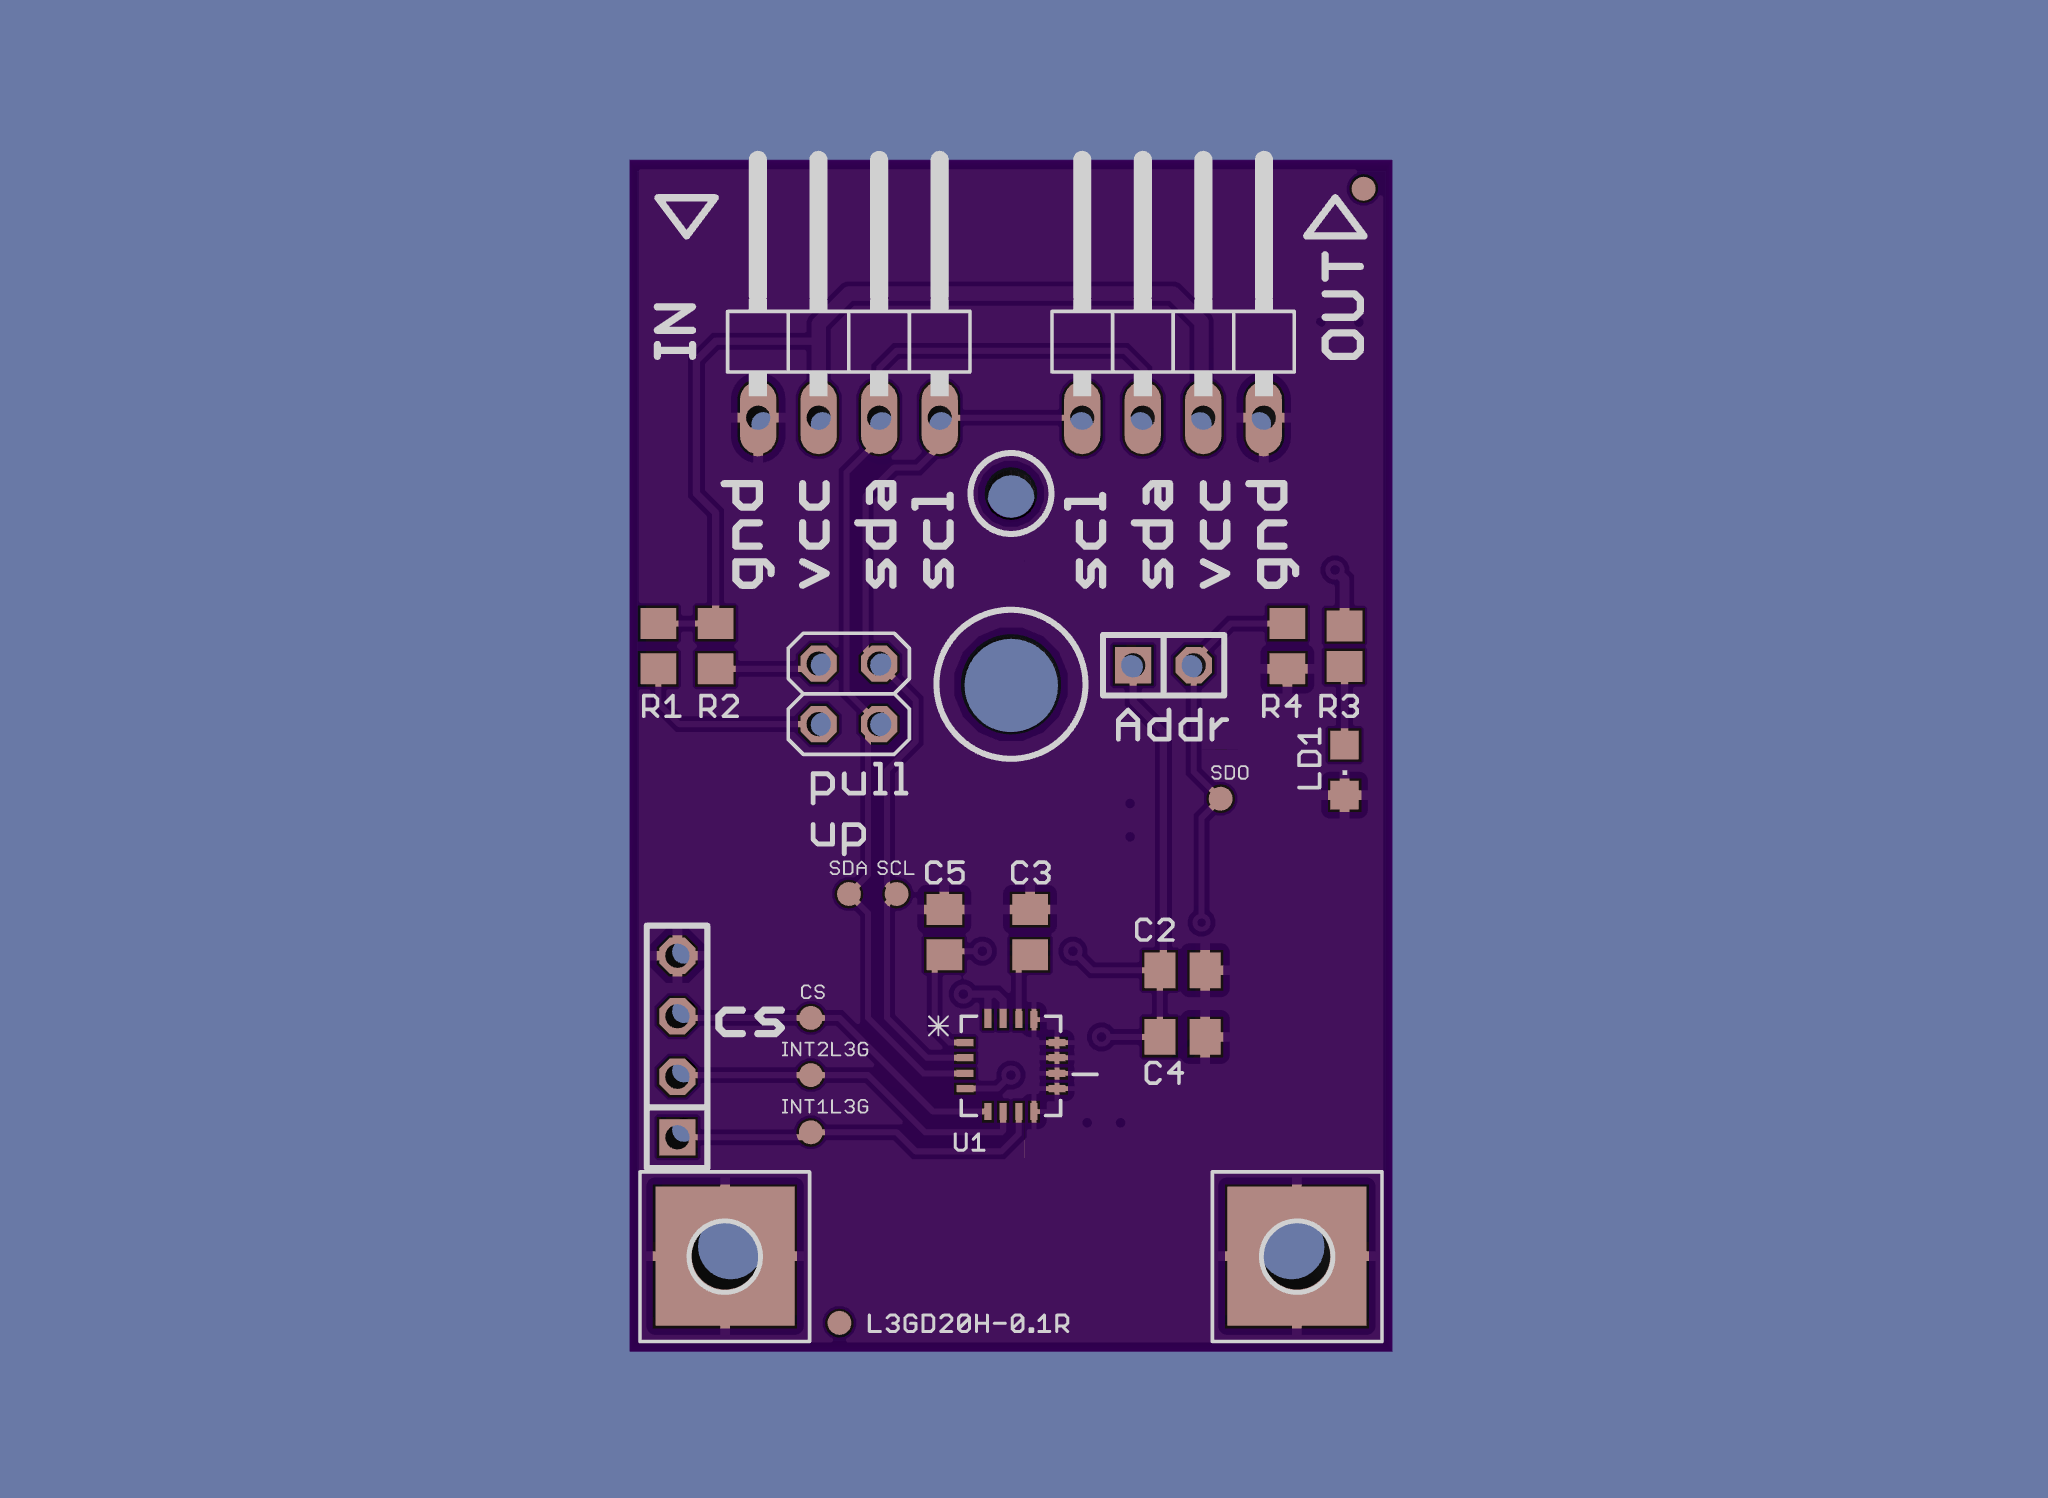 IN
OUT
gnd
vcc
sda
scl
scl
sda
vcc
gnd
R1
R2
R4
R3
Addr
LD1
pull
up
SDO
SDA
SCL
C5
C3
C2
CS
cs
INT2L3G
C4
INT1L3G
U1
L3GD20H-0.1R